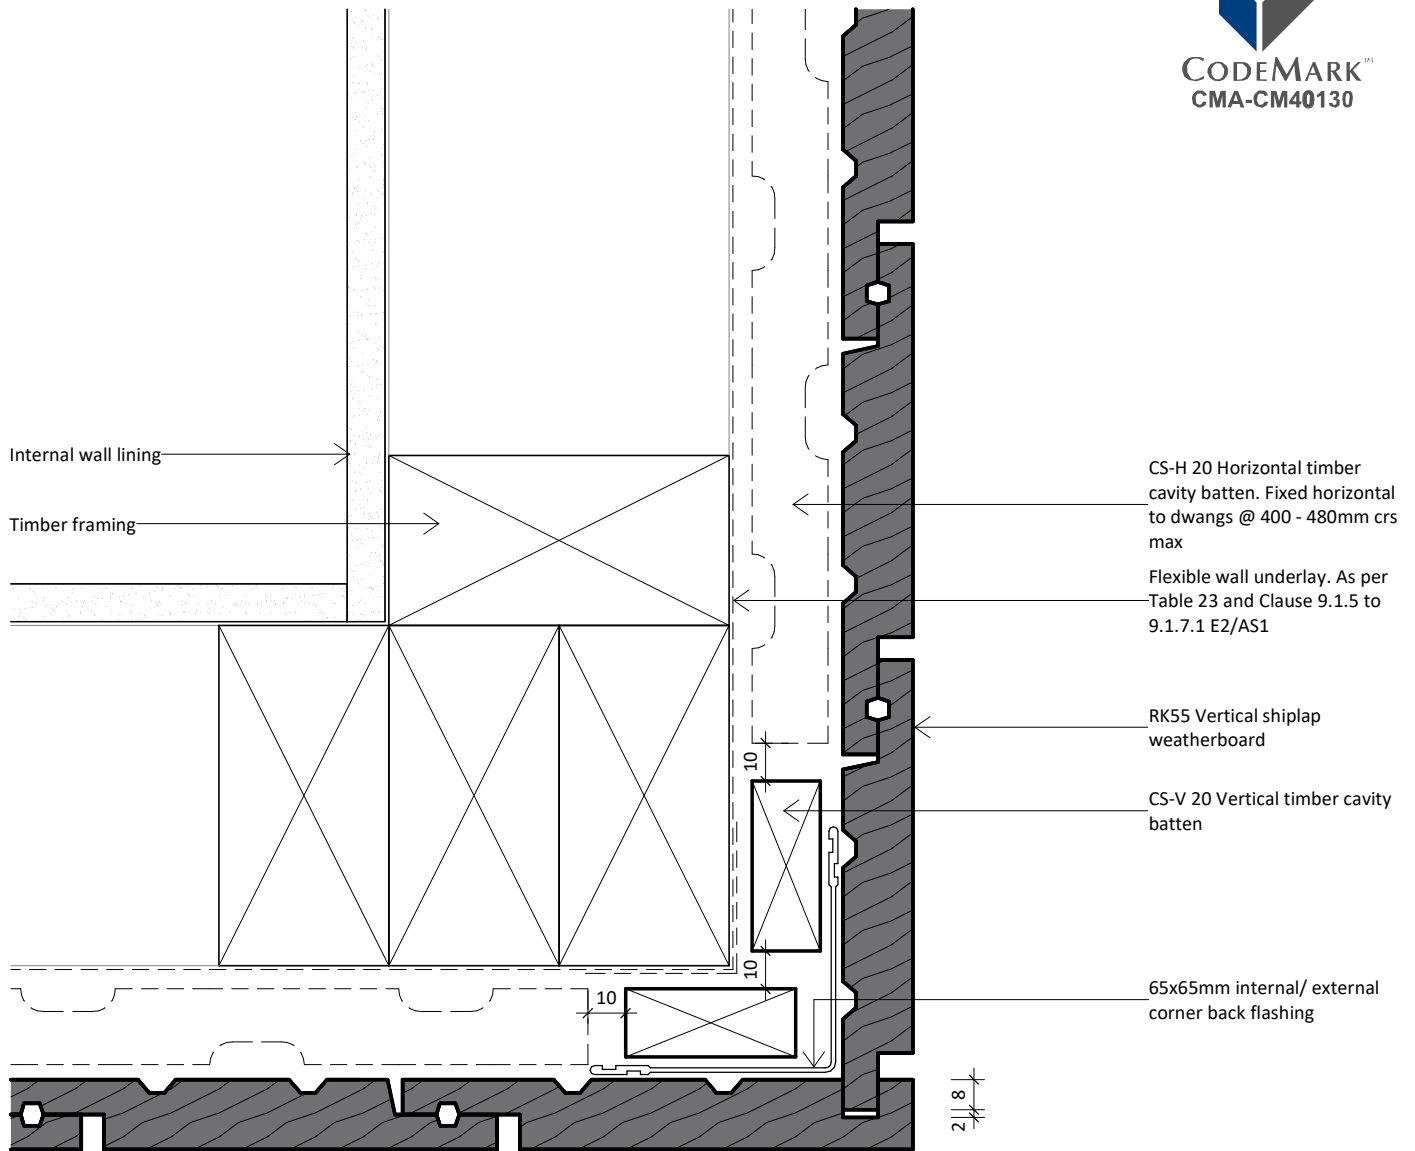 CODEMARK™
CMA-CM40130
Internal wall lining
Timber framing
CS-H 20 Horizontal timber
cavity batten. Fixed horizontal
to dwangs @ 400 - 480mm crs
max
Flexible wall underlay. As per
Table 23 and Clause 9.1.5 to
9.1.7.1 E2/AS1
RK55 Vertical shiplap
weatherboard
10
CS-V 20 Vertical timber cavity
batten
10
10
65x65mm internal/ external
corner back flashing
8
2